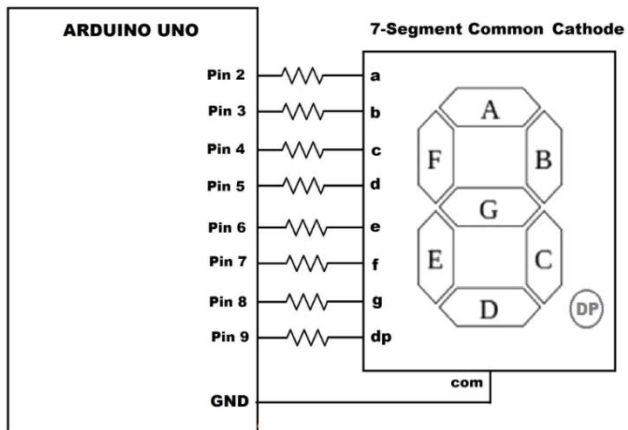 ARDUINO UNO
7-Segment Common Cathode
Pin 2 a
Pin 3 b
Pin 4 c
Pin 5 d
Pin 6 e
Pin 7 f
Pin 8 g
Pin 9 dp
A
F B
G
E C
D DP
com
GND